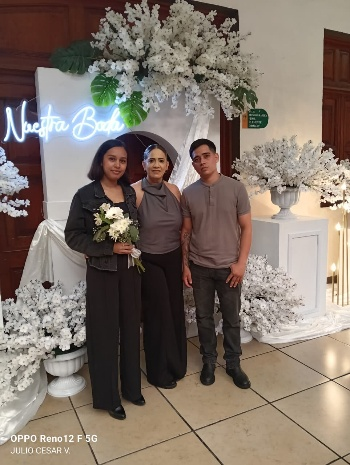 Nuestra Boda
OPPO Reno12 F 5G
JULIO CESAR V.